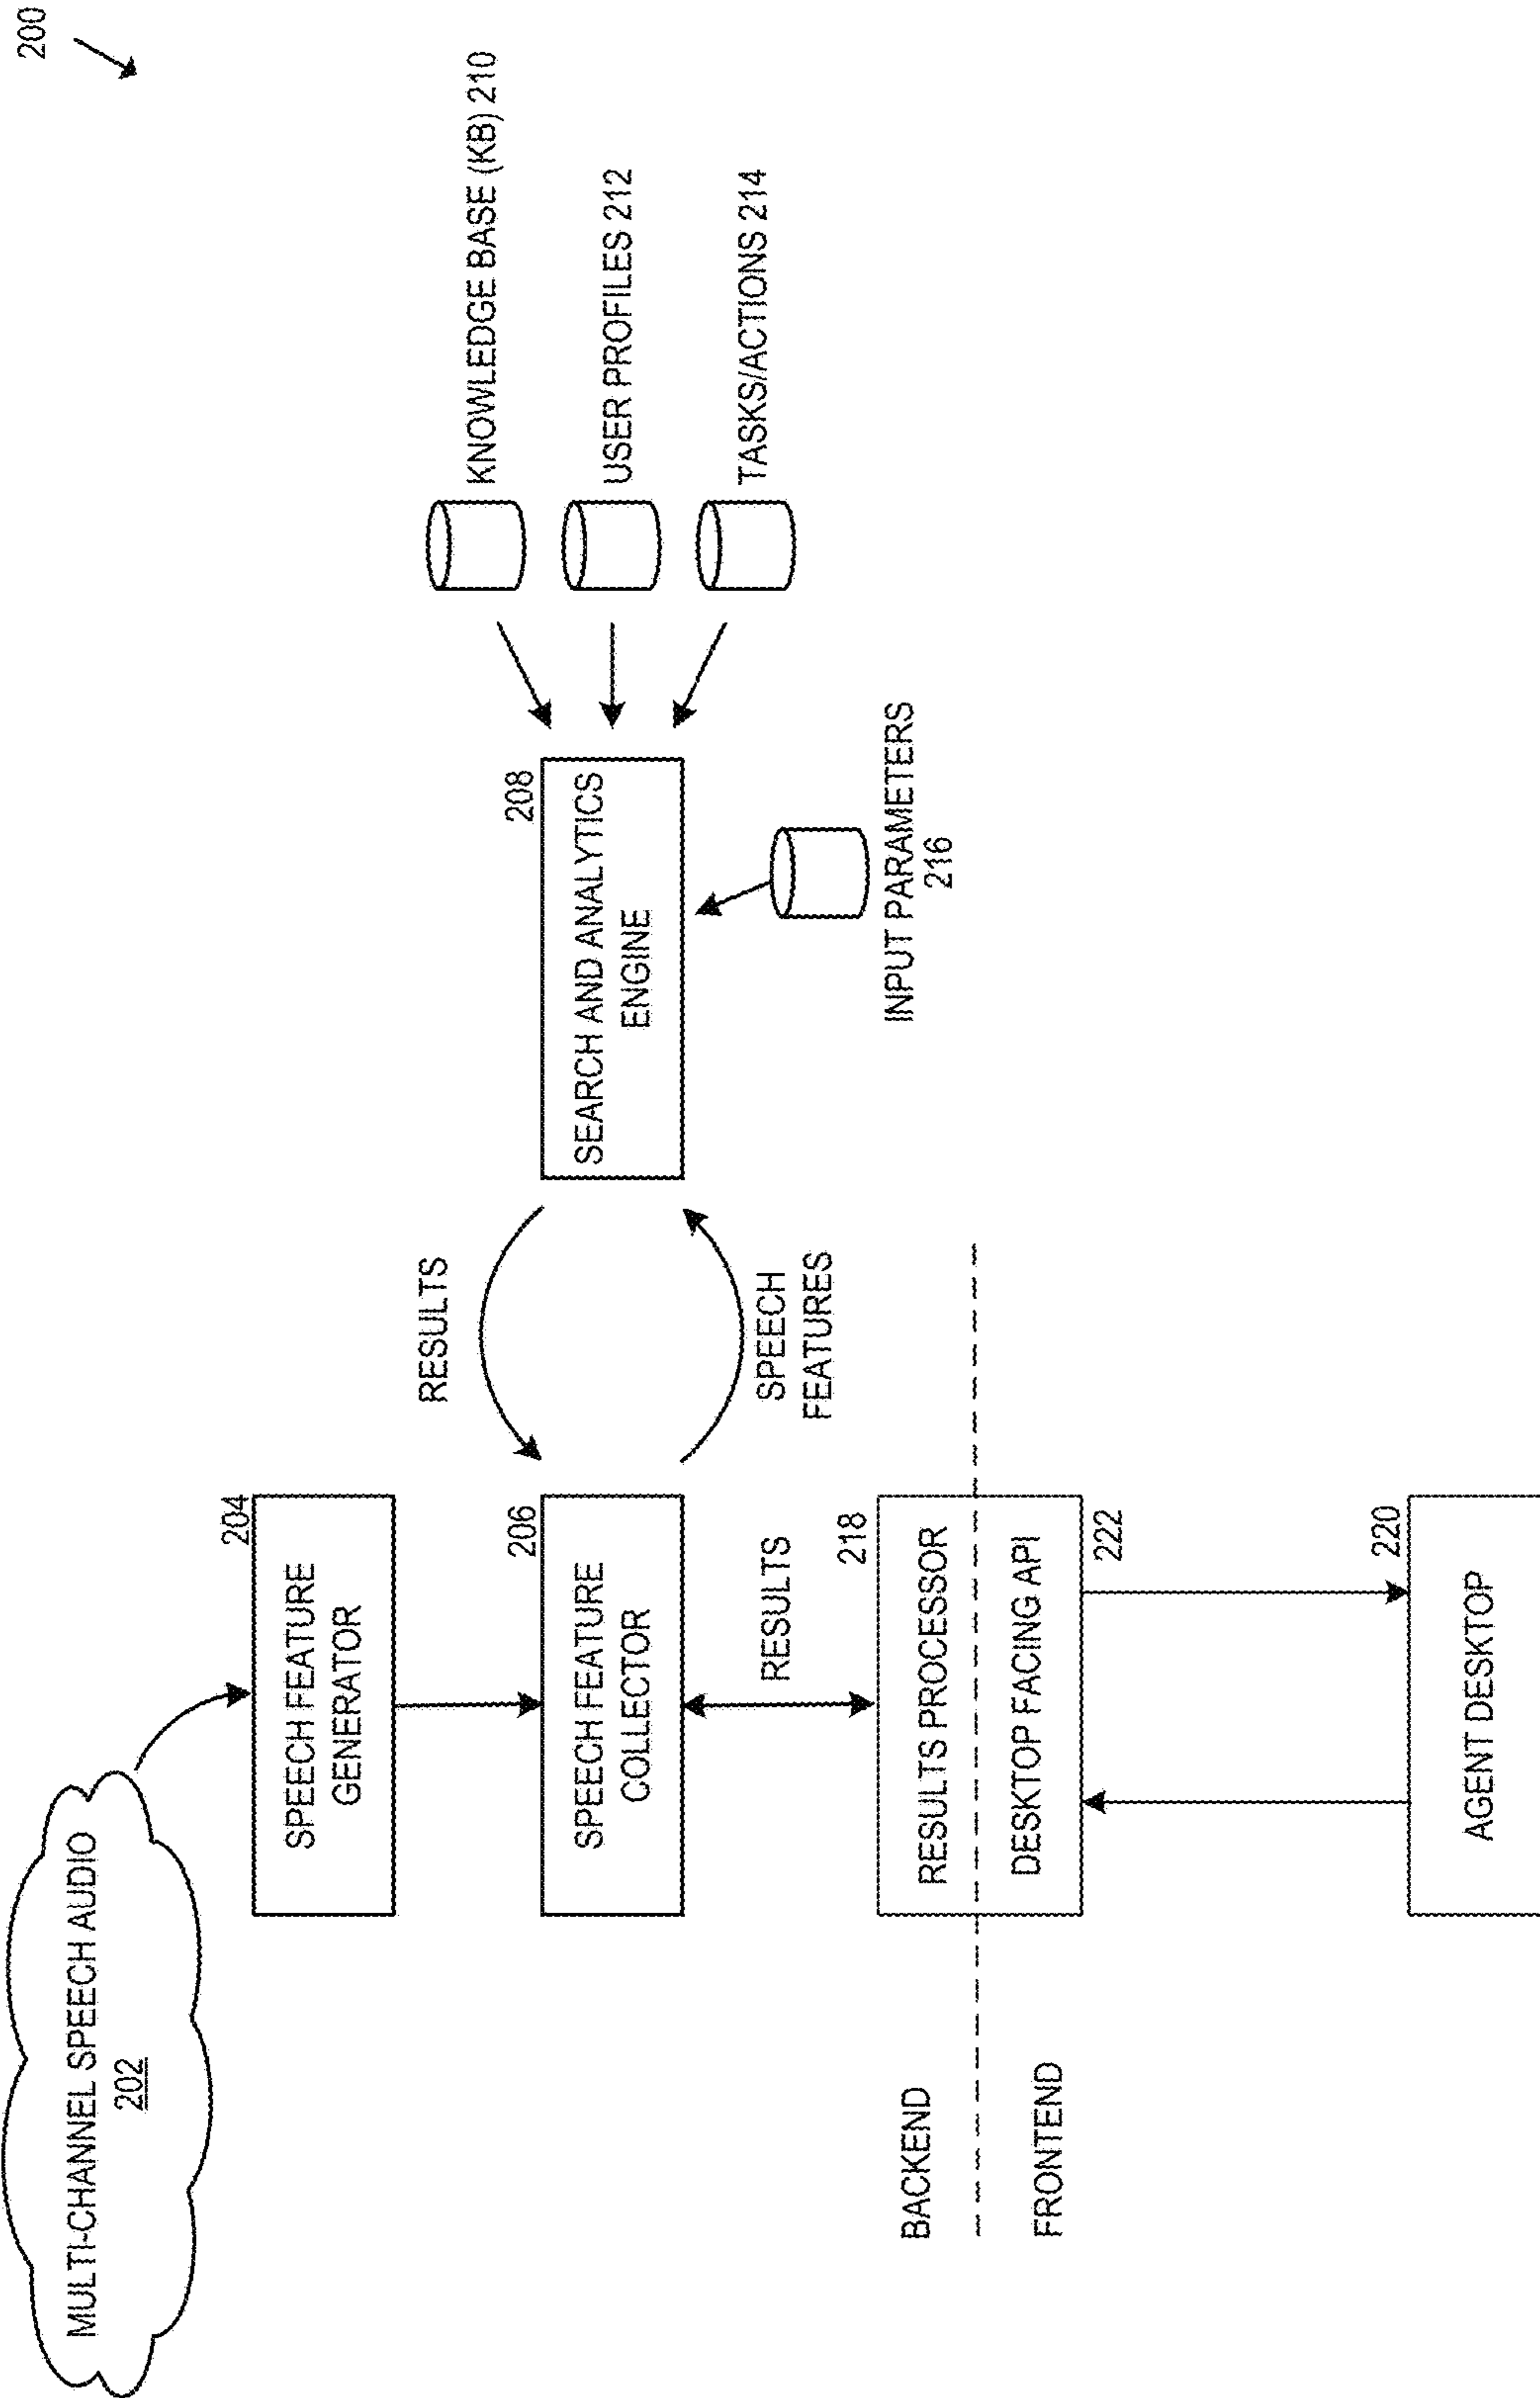 200
MULTI-CHANNEL SPEECH AUDIO
202
204
SPEECH FEATURE
GENERATOR
206
SPEECH FEATURE
COLLECTOR
RESULTS
SPEECH
FEATURES
208
SEARCH AND ANALYTICS
ENGINE
KNOWLEDGE BASE (KB) 210
USER PROFILES 212
TASKS/ACTIONS 214
INPUT PARAMETERS
216
RESULTS
218
RESULTS PROCESSOR
DESKTOP FACING API
222
BACKEND
FRONTEND
220
AGENT DESKTOP